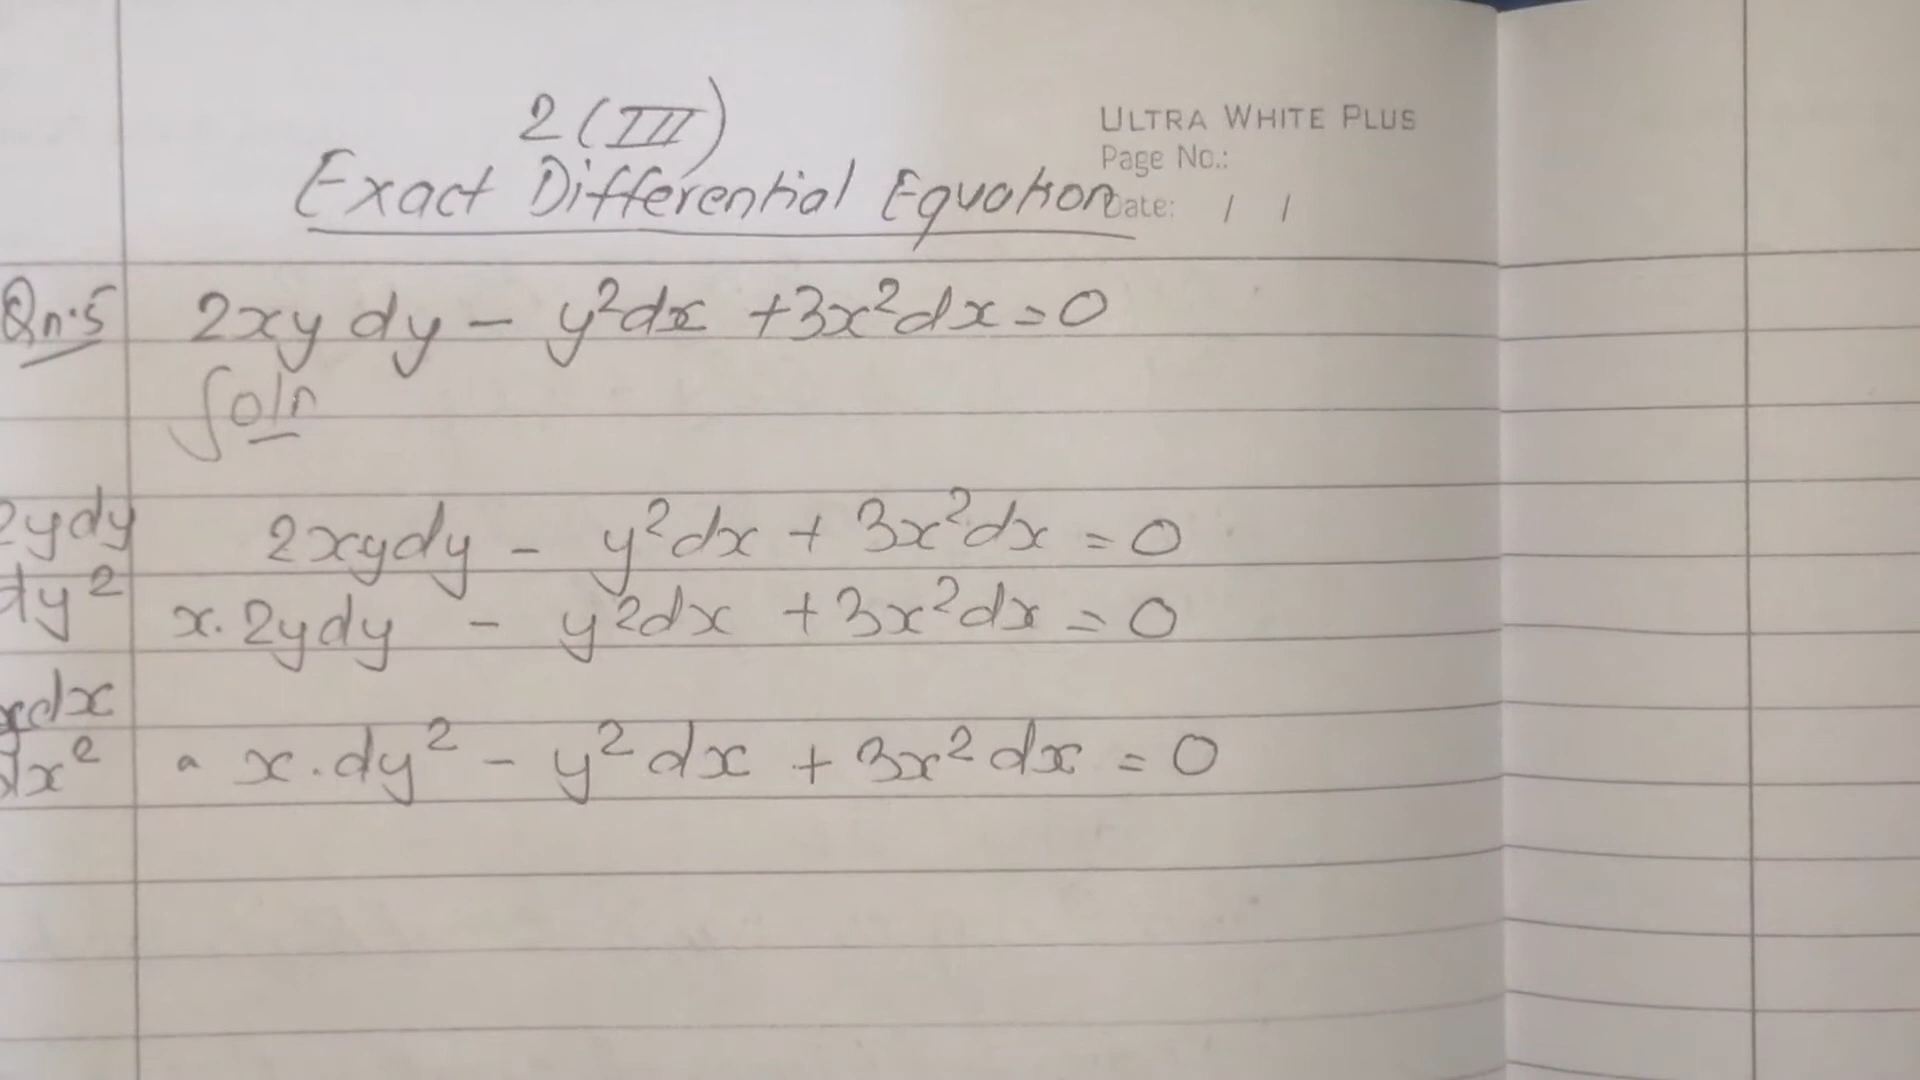 2 (III)
Exact Differential Equation
ULTRA WHITE PLUS
Page No.:
Date: / /
Qn.5 2xy dy - y²dx + 3x²dx = 0
Soln
2ydy 2xydy - y²dx + 3x²dx = 0
dy² x. 2ydy - y²dx + 3x²dx = 0
xdx
dx² x.dy² - y²dx + 3x²dx = 0